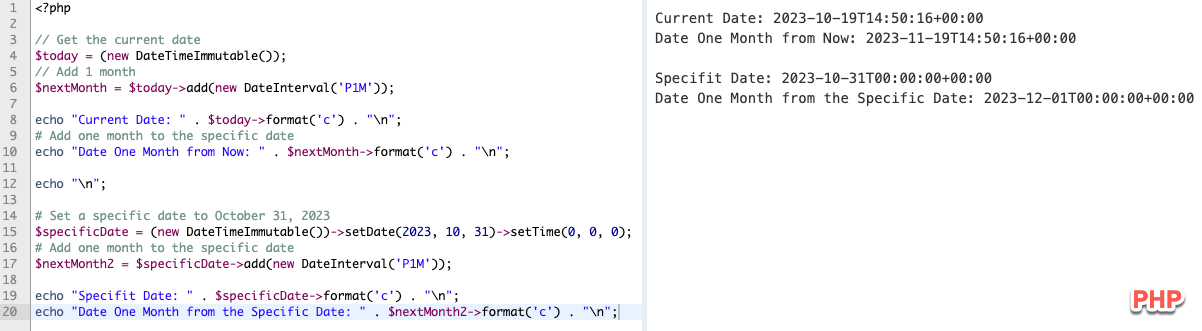 1 <?php
2
3 // Get the current date
4 $today = (new DateTimeImmutable());
5 // Add 1 month
6 $nextMonth = $today->add(new DateInterval('P1M'));
7
8 echo "Current Date: " . $today->format('c') . "\n";
9 # Add one month to the specific date
10 echo "Date One Month from Now: " . $nextMonth->format('c') . "\n";
11
12 echo "\n";
13
14 # Set a specific date to October 31, 2023
15 $specificDate = (new DateTimeImmutable())->setDate(2023, 10, 31)->setTime(0, 0, 0);
16 # Add one month to the specific date
17 $nextMonth2 = $specificDate->add(new DateInterval('P1M'));
18
19 echo "Specifit Date: " . $specificDate->format('c') . "\n";
20 echo "Date One Month from the Specific Date: " . $nextMonth2->format('c') . "\n";
Current Date: 2023-10-19T14:50:16+00:00
Date One Month from Now: 2023-11-19T14:50:16+00:00
Specifit Date: 2023-10-31T00:00:00+00:00
Date One Month from the Specific Date: 2023-12-01T00:00:00+00:00
PHP